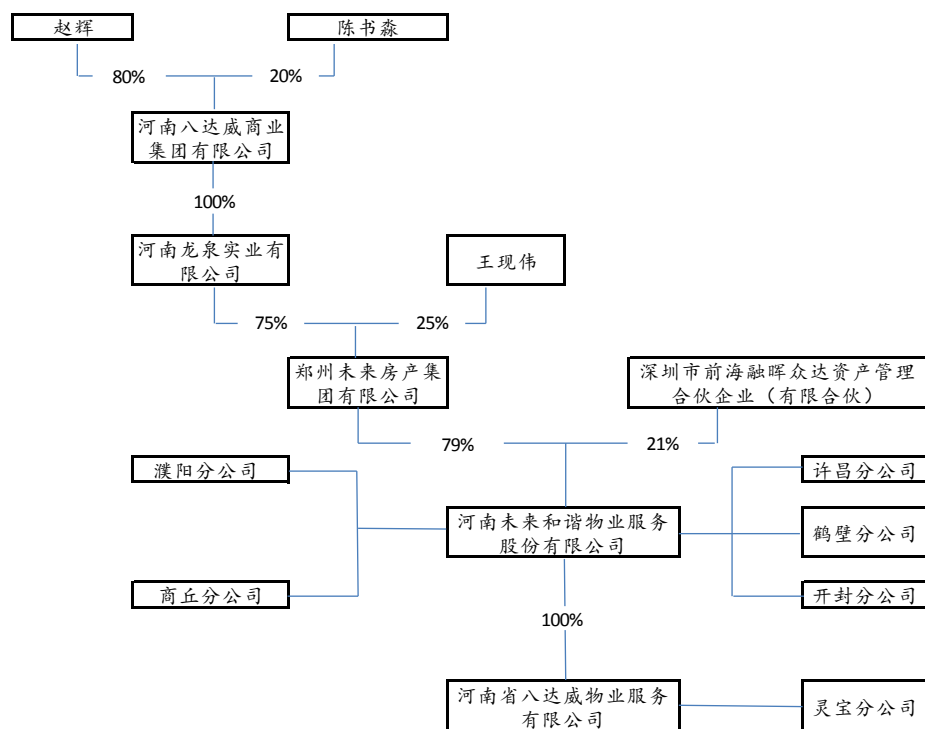 赵辉
陈书淼
80%
20%
河南八达威商业
集团有限公司
100%
河南龙泉实业有
限公司
王现伟
75%
25%
郑州未来房产集
团有限公司
深圳市前海融晖众达资产管理
合伙企业（有限合伙）
79%
21%
濮阳分公司
许昌分公司
河南未来和谐物业服务
股份有限公司
鹤壁分公司
商丘分公司
开封分公司
100%
河南省八达威物业服务
有限公司
灵宝分公司